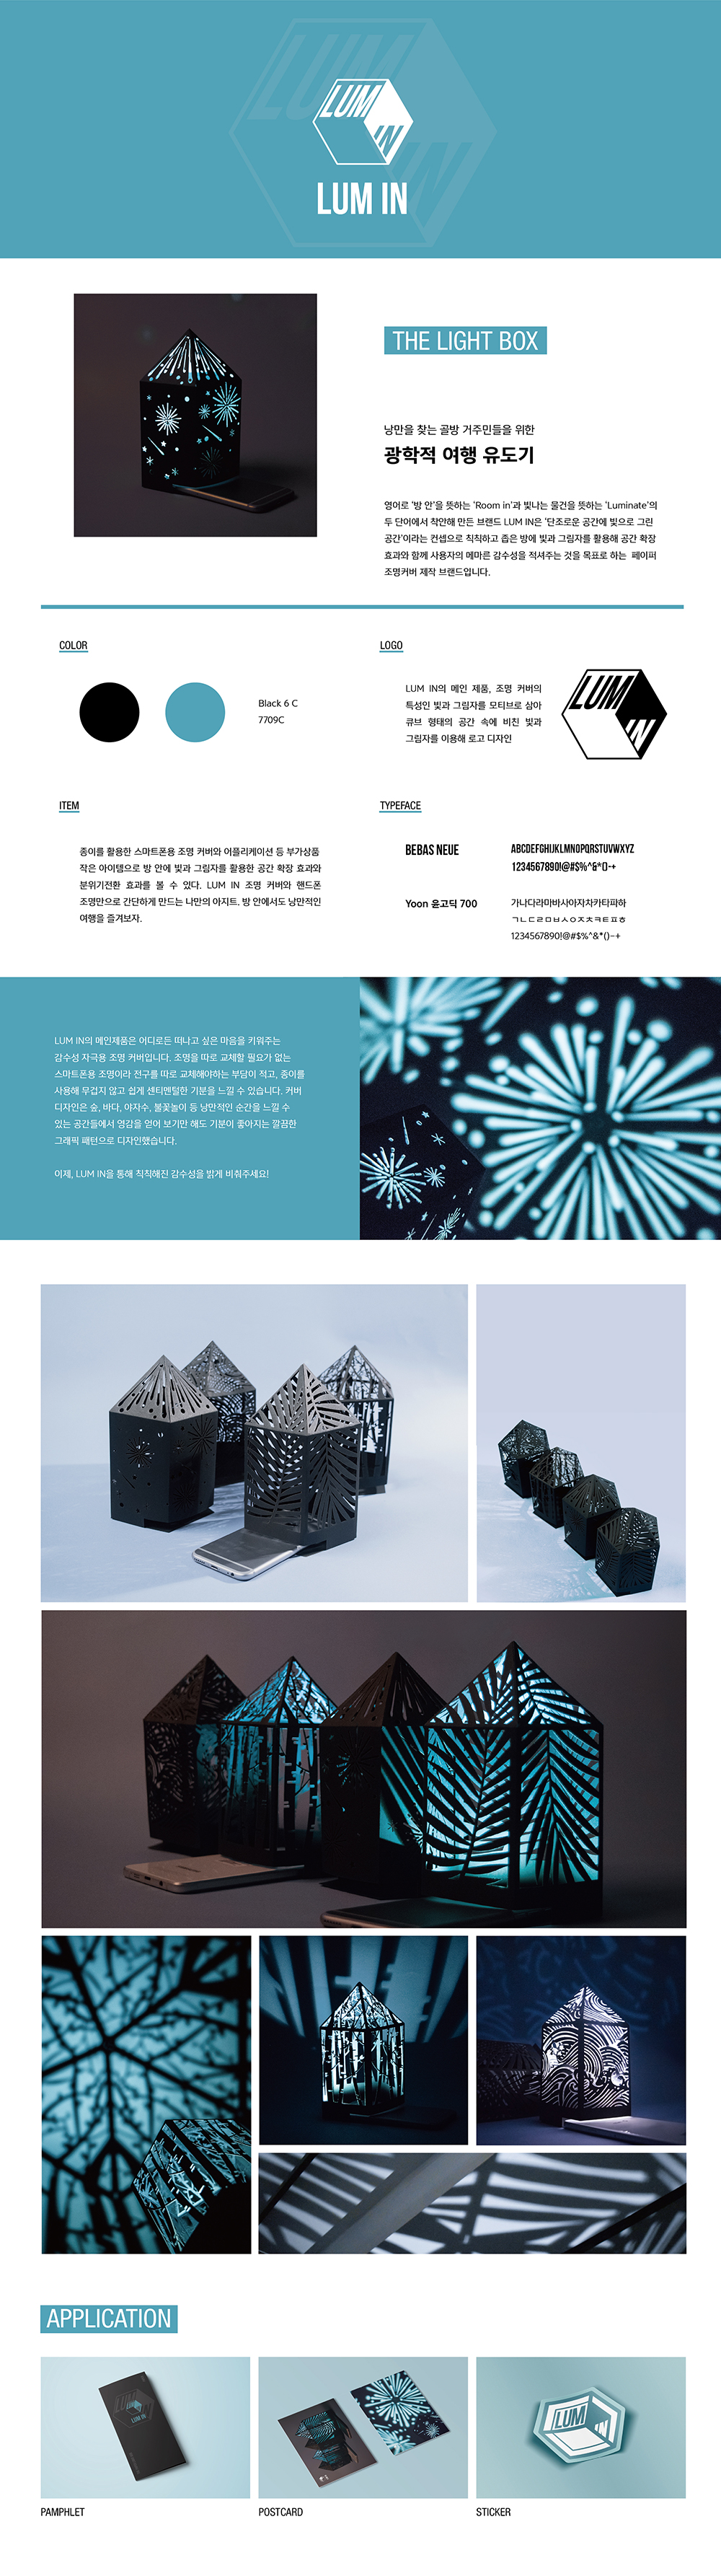 LUM IN
LUM IN
LUM IN
THE LIGHT BOX
낭만을 찾는 골방 거주민들을 위한
광학적 여행 유도기
영어로 '방 안'을 뜻하는 'Room in'과 빛나는 물건을 뜻하는 'Luminate'의
두 단어에서 착안해 만든 브랜드 LUM IN은 '단조로운 공간에 빛으로 그린
공간'이라는 컨셉으로 칙칙하고 좁은 방에 빛과 그림자를 활용해 공간 확장
효과와 함께 사용자의 메마른 감수성을 적셔주는 것을 목표로 하는 페이퍼
조명커버 제작 브랜드입니다.
COLOR
Black 6 C
7709C
LOGO
LUM IN의 메인 제품, 조명 커버의
특성인 빛과 그림자를 모티브로 삼아
큐브 형태의 공간 속에 비친 빛과
그림자를 이용해 로고 디자인
LUM IN
ITEM
종이를 활용한 스마트폰용 조명 커버와 어플리케이션 등 부가상품
작은 아이템으로 방 안에 빛과 그림자를 활용한 공간 확장 효과와
분위기전환 효과를 볼 수 있다. LUM IN 조명 커버와 핸드폰
조명만으로 간단하게 만드는 나만의 아지트. 방 안에서도 낭만적인
여행을 즐겨보자.
TYPEFACE
BEBAS NEUE
ABCDEFGHIJKLMNOPQRSTUVWXYZ
1234567890!@#$%^&*()-+
Yoon 윤고딕 700
가나다라마바사아자차카타파하
ㄱㄴㄷㄹㅁㅂㅅㅇㅈㅊㅋㅌㅍㅎ
1234567890!@#$%^&*()-+
LUM IN의 메인제품은 어디로든 떠나고 싶은 마음을 키워주는
감수성 자극용 조명 커버입니다. 조명을 따로 교체할 필요가 없는
스마트폰용 조명이라 전구를 따로 교체해야하는 부담이 적고, 종이를
사용해 무겁지 않고 쉽게 센티멘털한 기분을 느낄 수 있습니다. 커버
디자인은 숲, 바다, 야자수, 불꽃놀이 등 낭만적인 순간을 느낄 수
있는 공간들에서 영감을 얻어 보기만 해도 기분이 좋아지는 깔끔한
그래픽 패턴으로 디자인했습니다.
이제, LUM IN을 통해 칙칙해진 감수성을 밝게 비춰주세요!
APPLICATION
LUM IN
LUM IN
LUM IN
PAMPHLET
POSTCARD
STICKER